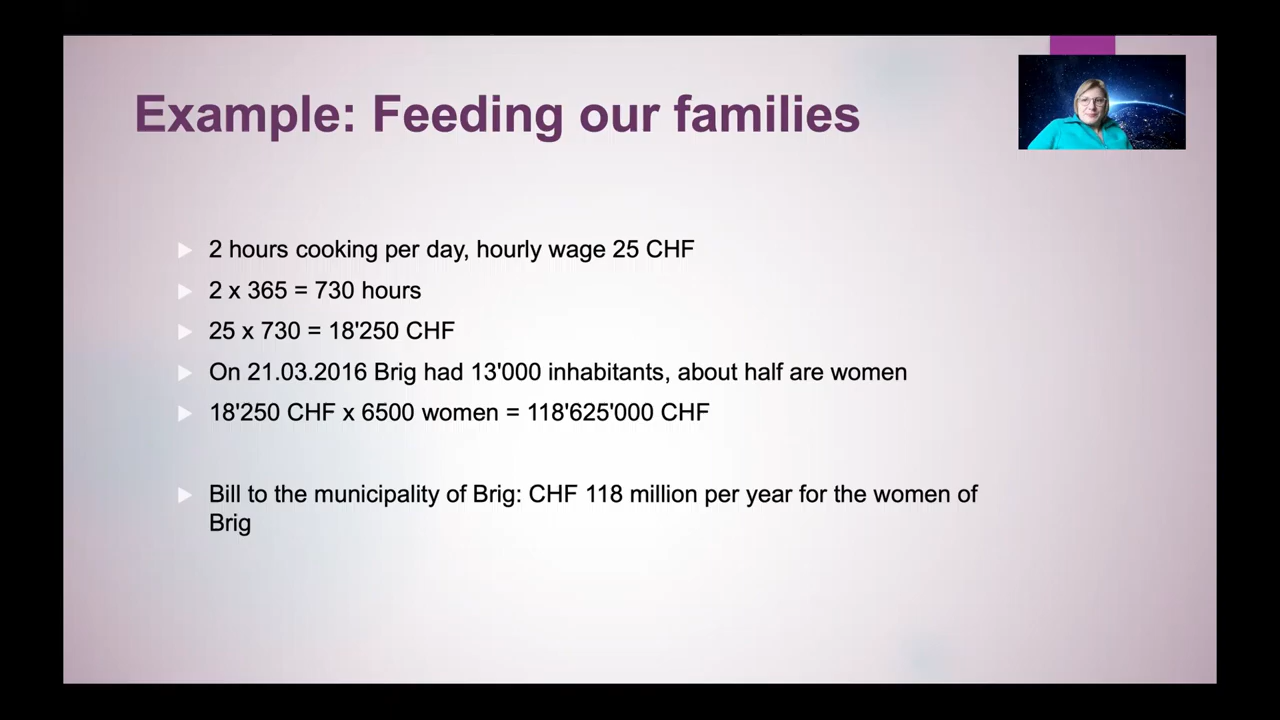 Example: Feeding our families
2 hours cooking per day, hourly wage 25 CHF
2 x 365 = 730 hours
25 x 730 = 18'250 CHF
On 21.03.2016 Brig had 13'000 inhabitants, about half are women
18'250 CHF x 6500 women = 118'625'000 CHF
Bill to the municipality of Brig: CHF 118 million per year for the women of
Brig